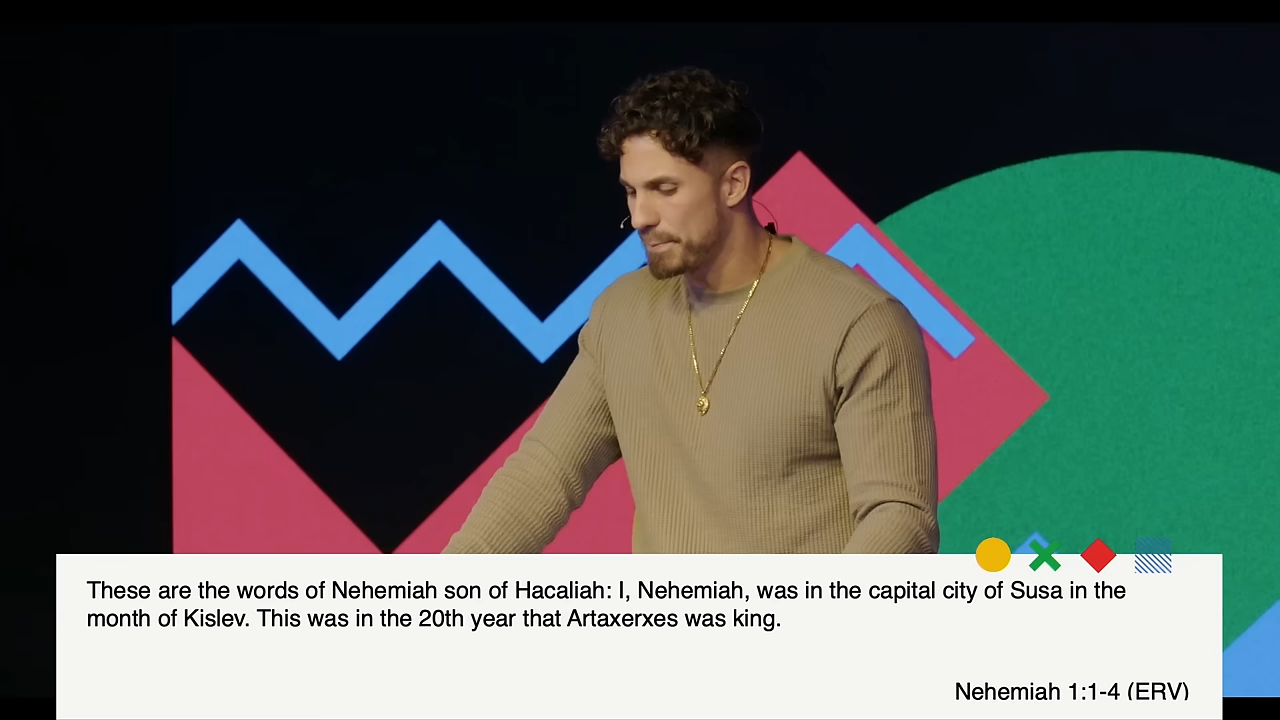 These are the words of Nehemiah son of Hacaliah: I, Nehemiah, was in the capital city of Susa in the
month of Kislev. This was in the 20th year that Artaxerxes was king.
Nehemiah 1:1-4 (ERV)